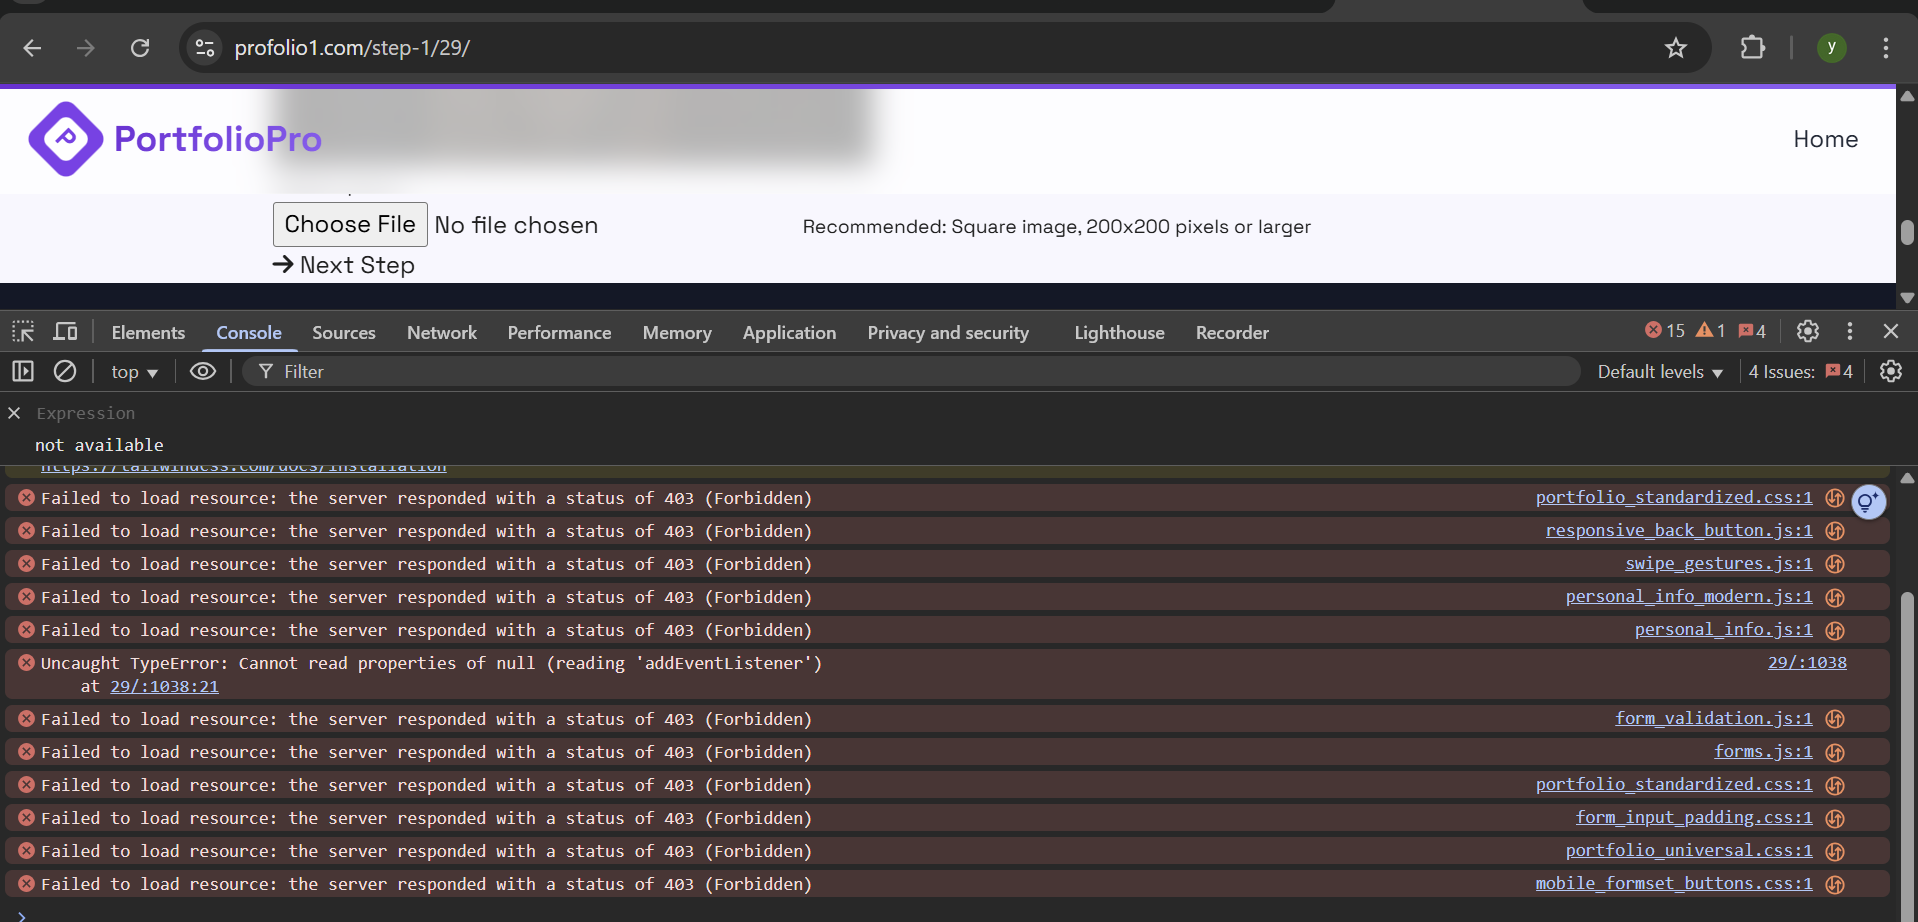 profolio1.com/step-1/29/
y
PortfolioPro
Home
Choose File No file chosen
Recommended: Square image, 200x200 pixels or larger
→ Next Step
Elements Console Sources Network Performance Memory Application Privacy and security Lighthouse Recorder 15 1 4
top Filter Default levels 4 Issues: 4
Expression
not available
https://tailwindcss.com/docs/installation
Failed to load resource: the server responded with a status of 403 (Forbidden) portfolio_standardized.css:1
Failed to load resource: the server responded with a status of 403 (Forbidden) responsive_back_button.js:1
Failed to load resource: the server responded with a status of 403 (Forbidden) swipe_gestures.js:1
Failed to load resource: the server responded with a status of 403 (Forbidden) personal_info_modern.js:1
Failed to load resource: the server responded with a status of 403 (Forbidden) personal_info.js:1
Uncaught TypeError: Cannot read properties of null (reading 'addEventListener') 29/:1038
at 29/:1038:21
Failed to load resource: the server responded with a status of 403 (Forbidden) form_validation.js:1
Failed to load resource: the server responded with a status of 403 (Forbidden) forms.js:1
Failed to load resource: the server responded with a status of 403 (Forbidden) portfolio_standardized.css:1
Failed to load resource: the server responded with a status of 403 (Forbidden) form_input_padding.css:1
Failed to load resource: the server responded with a status of 403 (Forbidden) portfolio_universal.css:1
Failed to load resource: the server responded with a status of 403 (Forbidden) mobile_formset_buttons.css:1